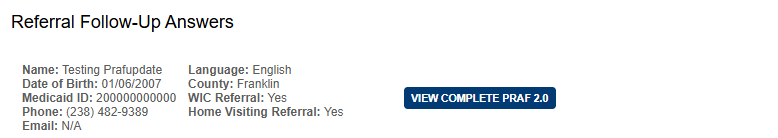 Referral Follow-Up Answers
Name: Testing Prafupdate
Date of Birth: 01/06/2007
Medicaid ID: 200000000000
Phone: (238) 482-9389
Email: N/A
Language: English
County: Franklin
WIC Referral: Yes
Home Visiting Referral: Yes
VIEW COMPLETE PRAF 2.0